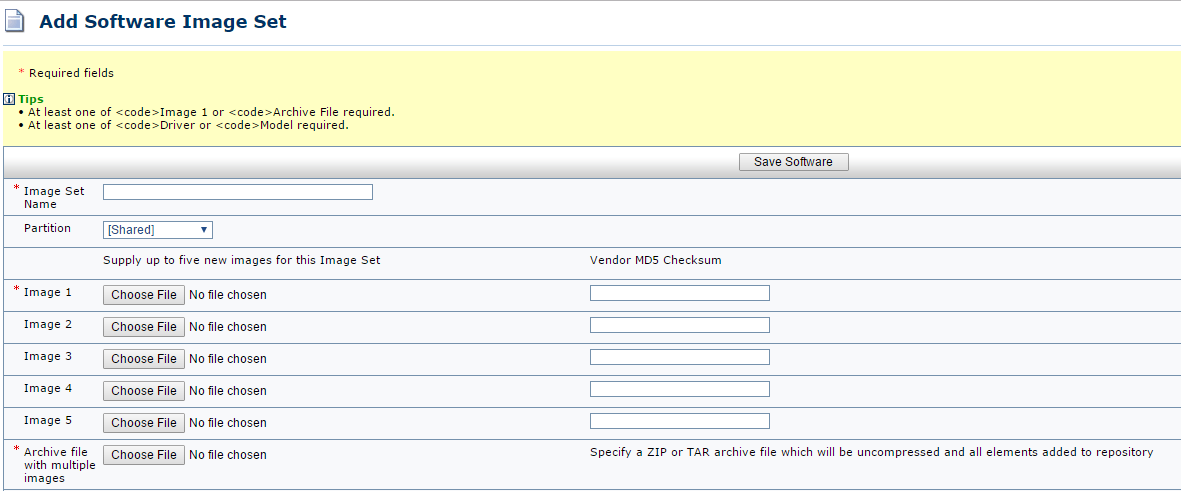 Add Software Image Set
* Required fields
Tips
• At least one of <code>Image 1 or <code>Archive File required.
• At least one of <code>Driver or <code>Model required.
Save Software
* Image Set
Name
Partition [Shared]
Supply up to five new images for this Image Set Vendor MD5 Checksum
* Image 1 Choose File No file chosen
Image 2 Choose File No file chosen
Image 3 Choose File No file chosen
Image 4 Choose File No file chosen
Image 5 Choose File No file chosen
* Archive file Choose File No file chosen Specify a ZIP or TAR archive file which will be uncompressed and all elements added to repository
with multiple
images